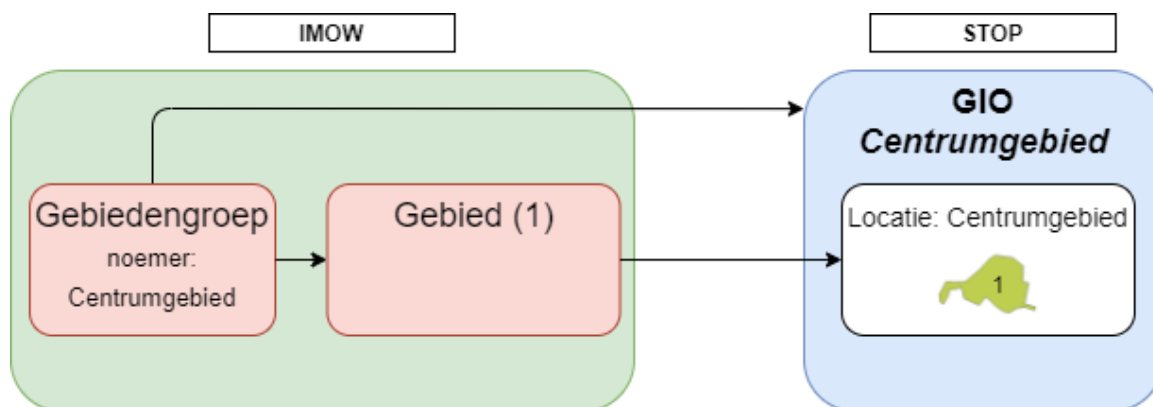 IMOW
STOP
GIO
Centrumgebied
Gebiedengroep
noemer:
Centrumgebied
Gebied (1)
Locatie: Centrumgebied
1